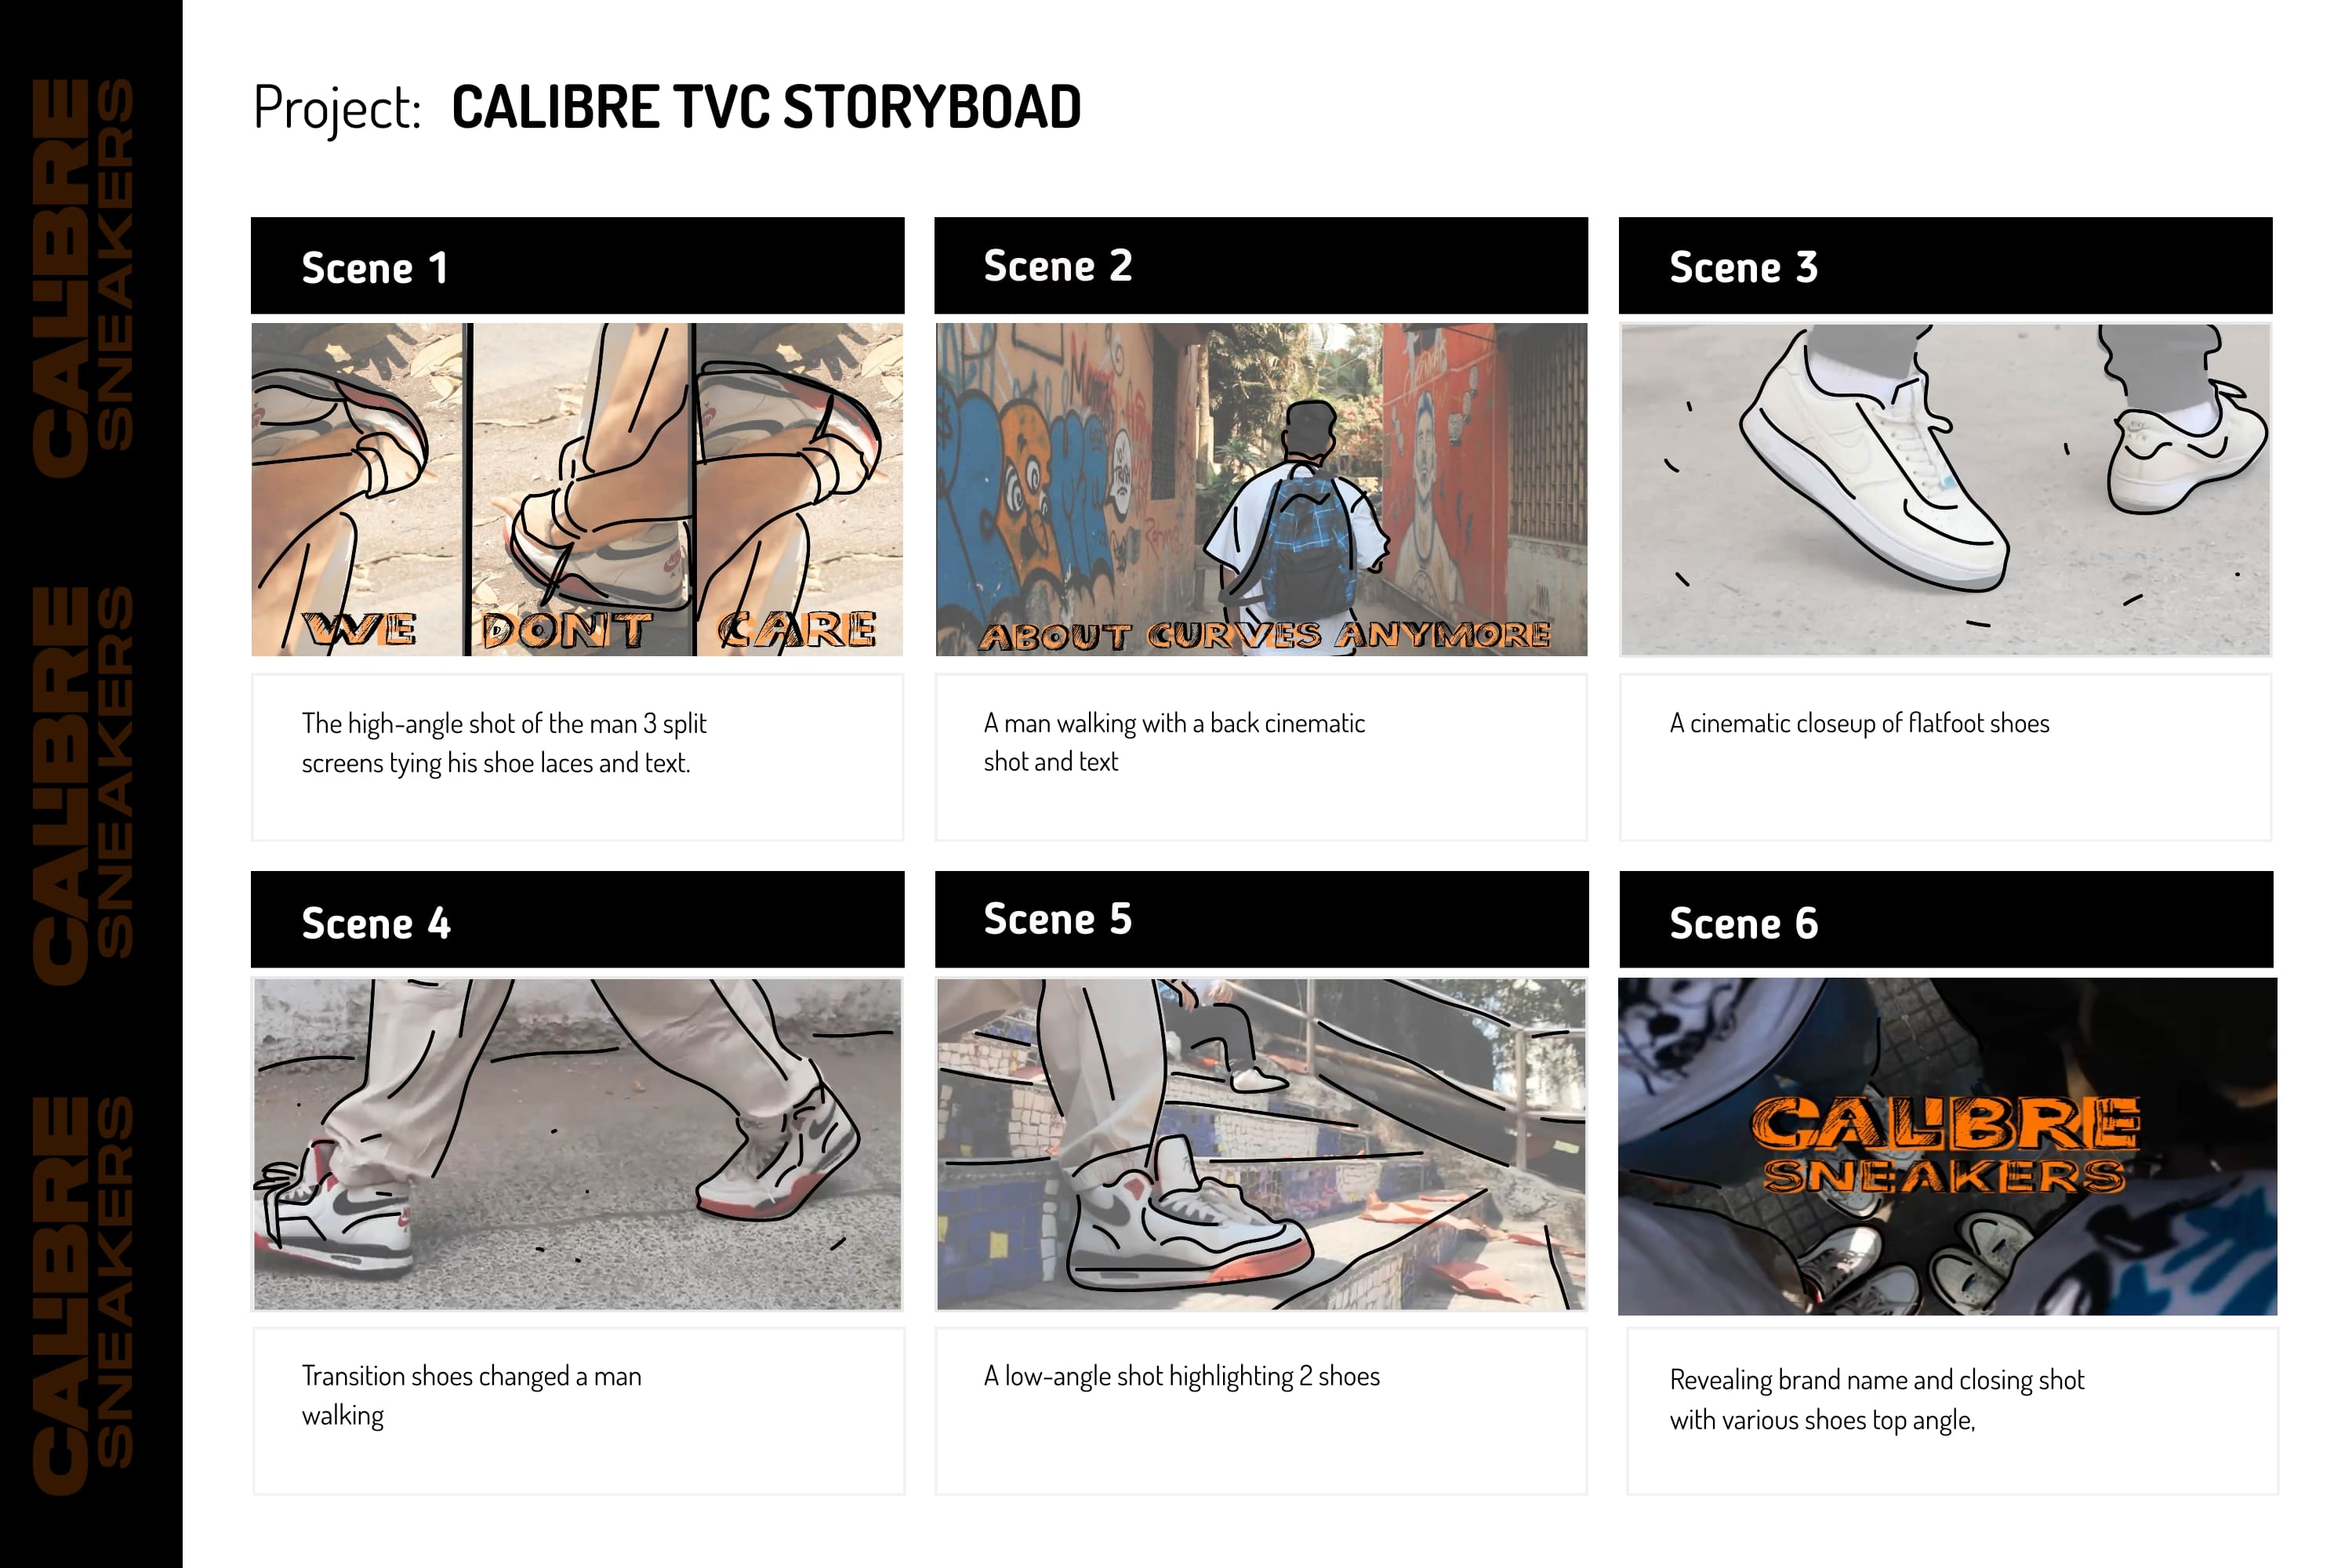 CALIBRE
SNEAKERS
CALIBRE
SNEAKERS
CALIBRE
SNEAKERS
Project: CALIBRE TVC STORYBOAD
Scene 1
WE DON'T CARE
The high-angle shot of the man 3 split
screens tying his shoe laces and text.
Scene 2
ABOUT CURVES ANYMORE
A man walking with a back cinematic
shot and text
Scene 3
A cinematic closeup of flatfoot shoes
Scene 4
Transition shoes changed a man
walking
Scene 5
A low-angle shot highlighting 2 shoes
Scene 6
CALIBRE
SNEAKERS
Revealing brand name and closing shot
with various shoes top angle,